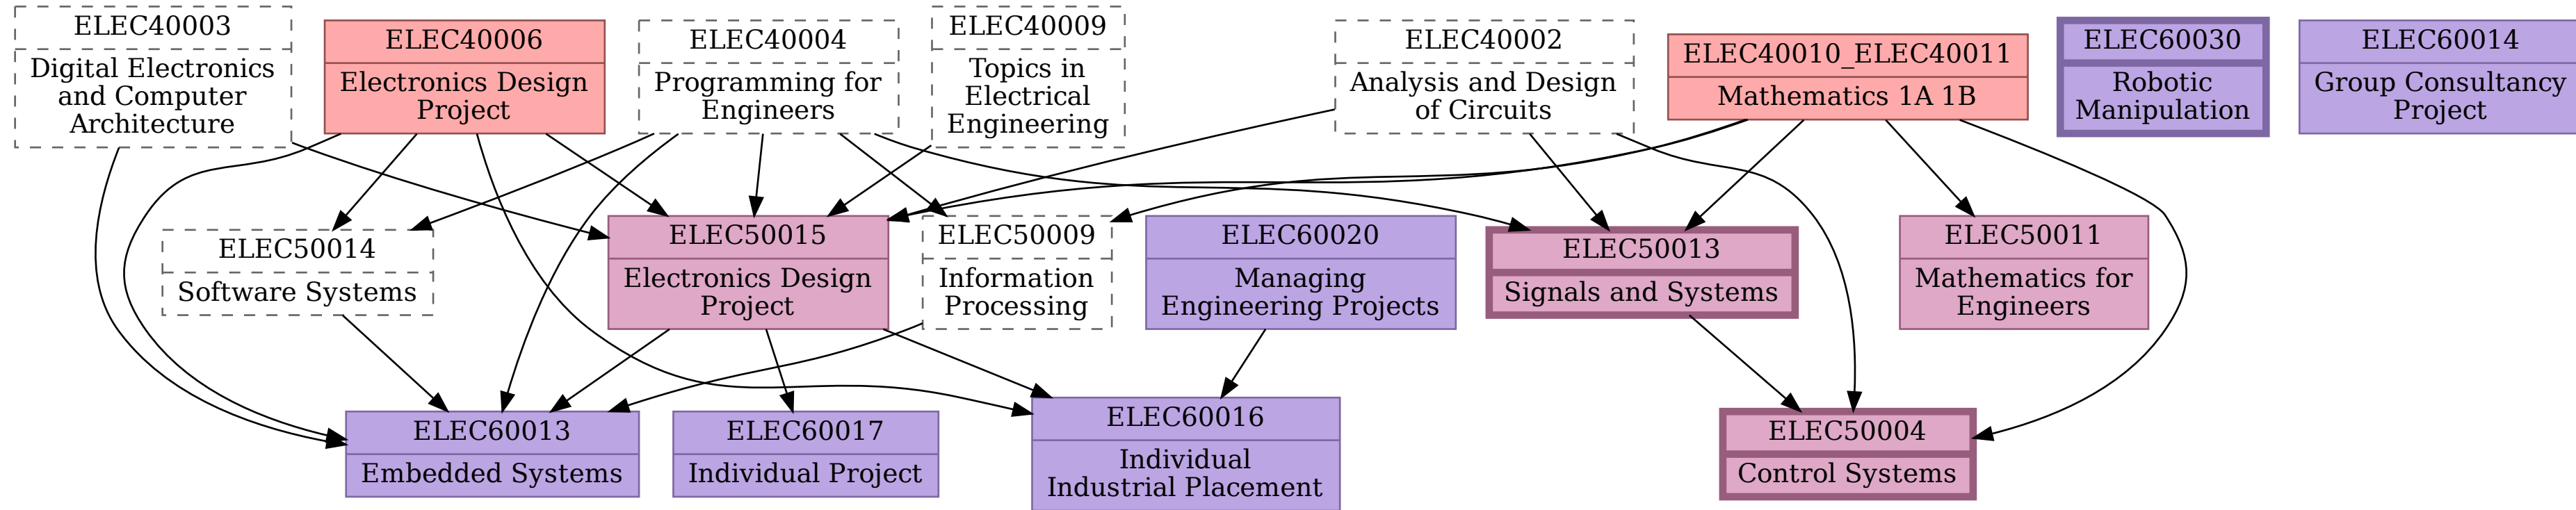 ELEC40003
Digital Electronics
and Computer
Architecture
ELEC40006
Electronics Design
Project
ELEC40004
Programming for
Engineers
ELEC40009
Topics in
Electrical
Engineering
ELEC40002
Analysis and Design
of Circuits
ELEC40010_ELEC40011
Mathematics 1A 1B
ELEC60030
Robotic
Manipulation
ELEC60014
Group Consultancy
Project
ELEC50014
Software Systems
ELEC50015
Electronics Design
Project
ELEC50009
Information
Processing
ELEC60020
Managing
Engineering Projects
ELEC50013
Signals and Systems
ELEC50011
Mathematics for
Engineers
ELEC60013
Embedded Systems
ELEC60017
Individual Project
ELEC60016
Individual
Industrial Placement
ELEC50004
Control Systems